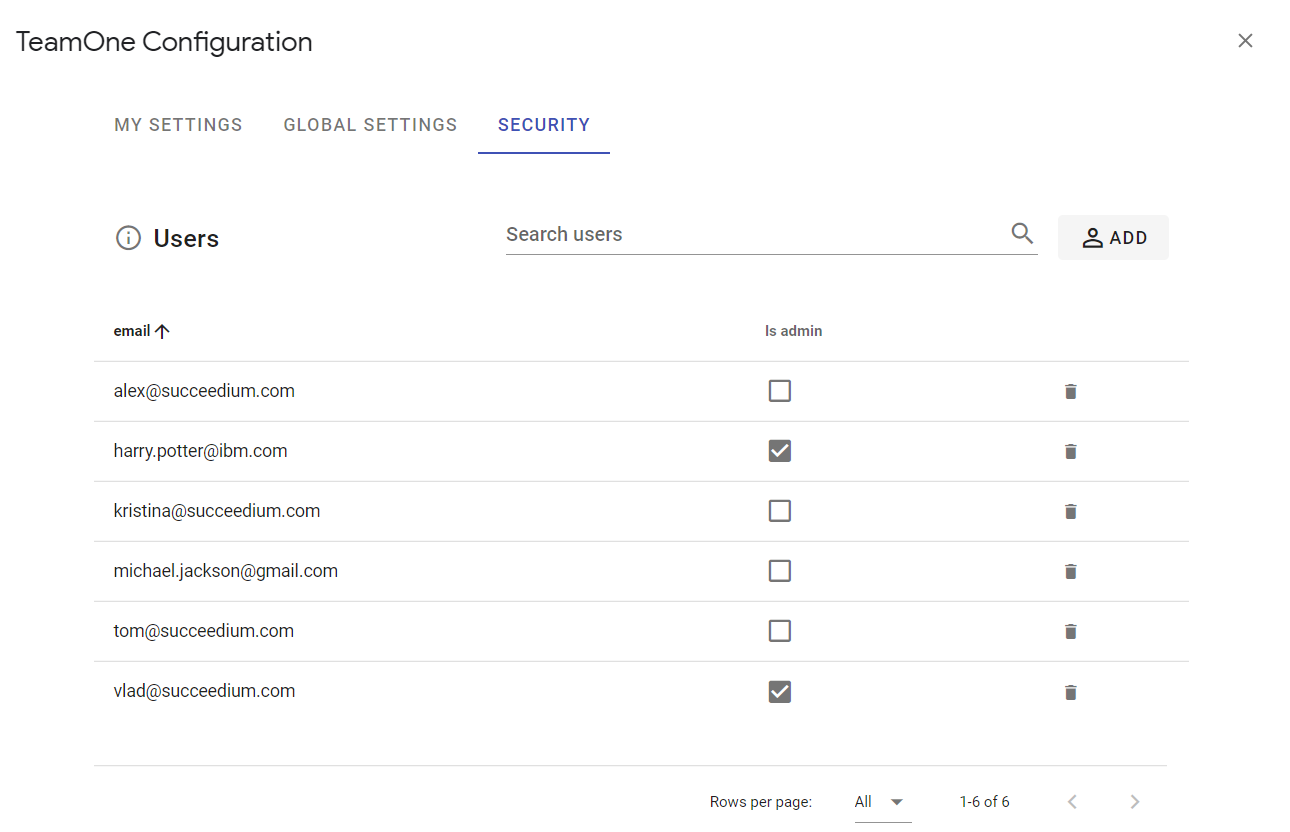 TeamOne Configuration
MY SETTINGS GLOBAL SETTINGS SECURITY
Users Search users ADD
email Is admin
alex@succeedium.com
harry.potter@ibm.com
kristina@succeedium.com
michael.jackson@gmail.com
tom@succeedium.com
vlad@succeedium.com
Rows per page: All 1-6 of 6